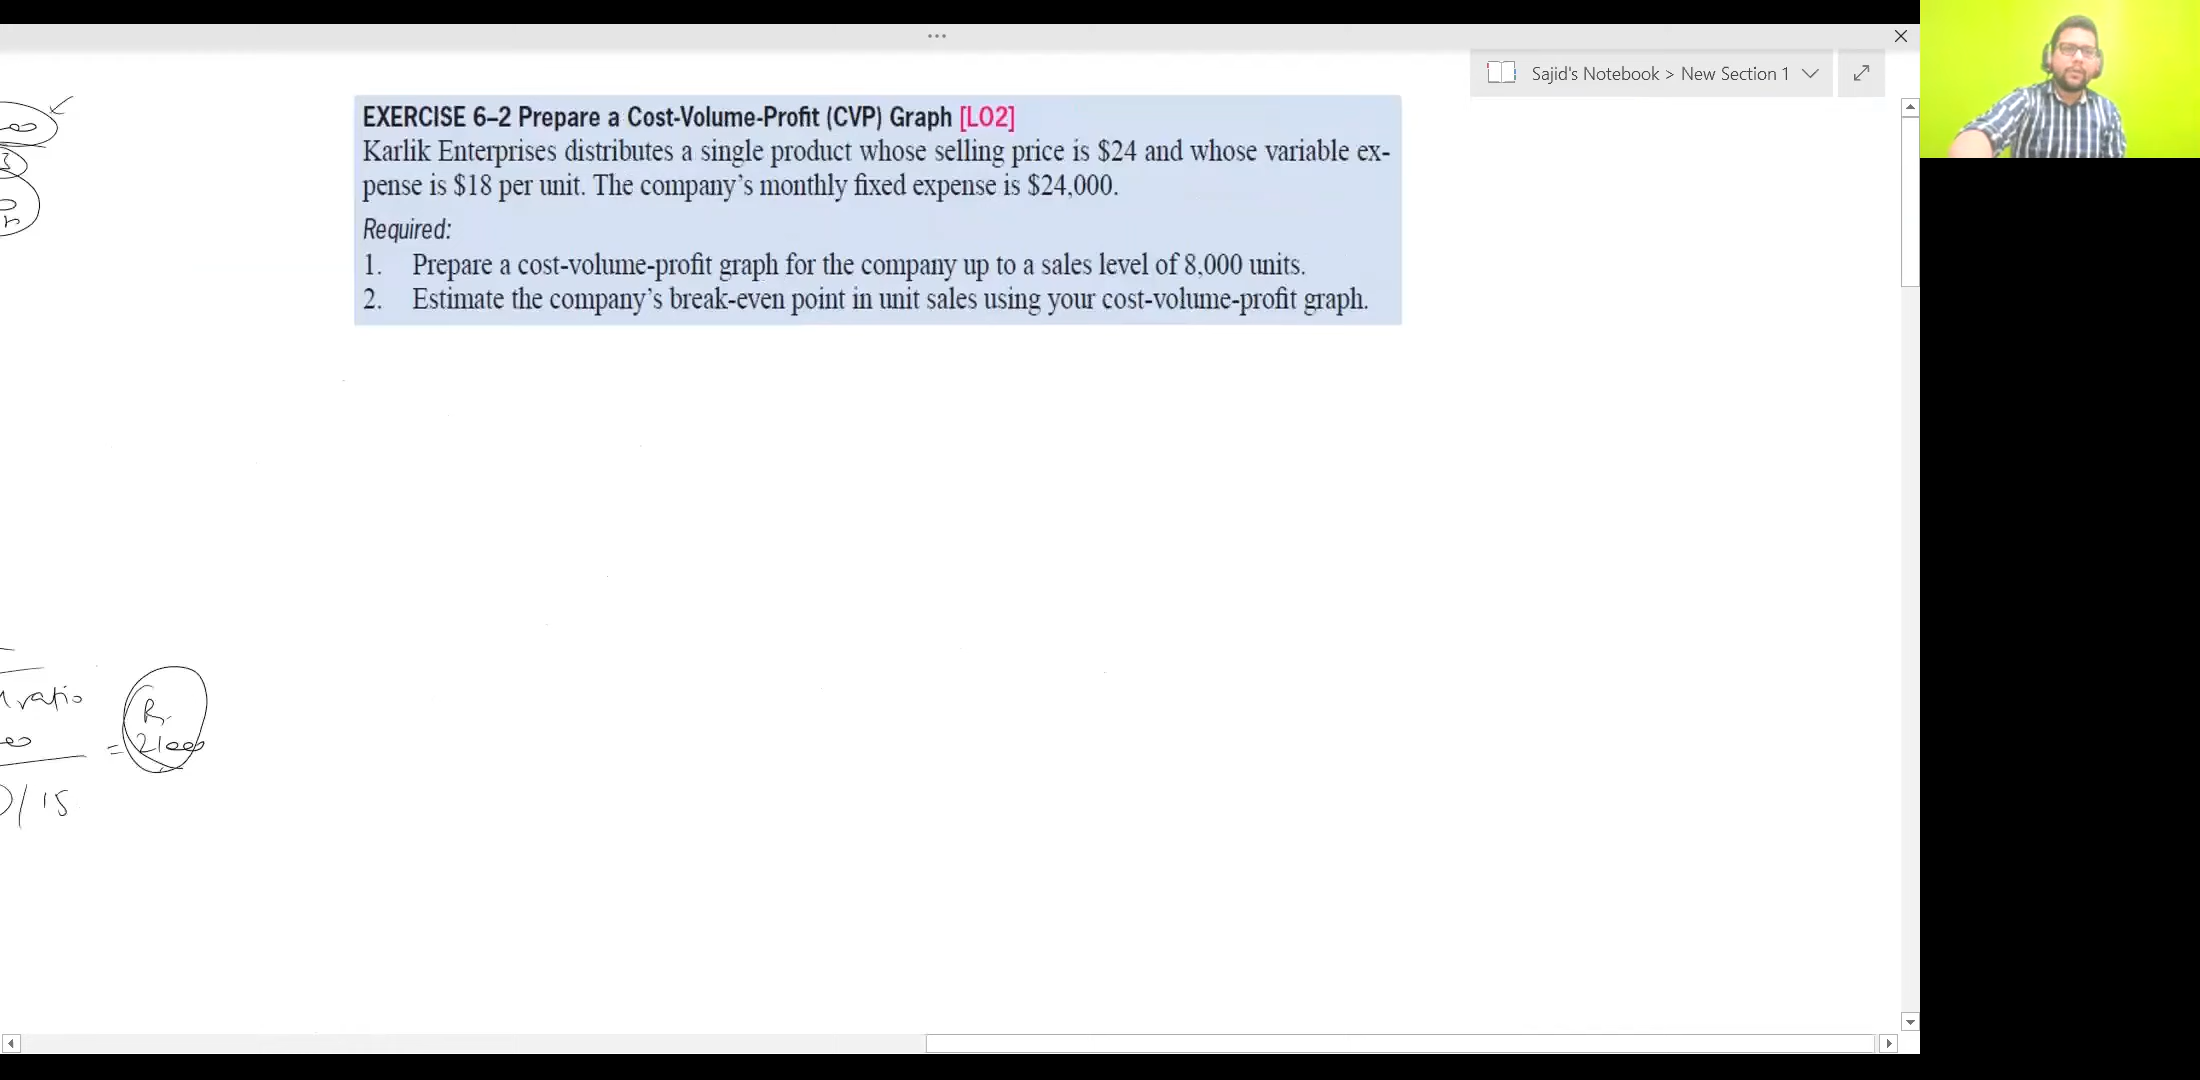 Sajid's Notebook > New Section 1
EXERCISE 6–2 Prepare a Cost-Volume-Profit (CVP) Graph [LO2]
Karlik Enterprises distributes a single product whose selling price is $24 and whose variable ex-
pense is $18 per unit. The company's monthly fixed expense is $24,000.
Required:
1. Prepare a cost-volume-profit graph for the company up to a sales level of 8,000 units.
2. Estimate the company's break-even point in unit sales using your cost-volume-profit graph.
ratio
=
21000
/ 15